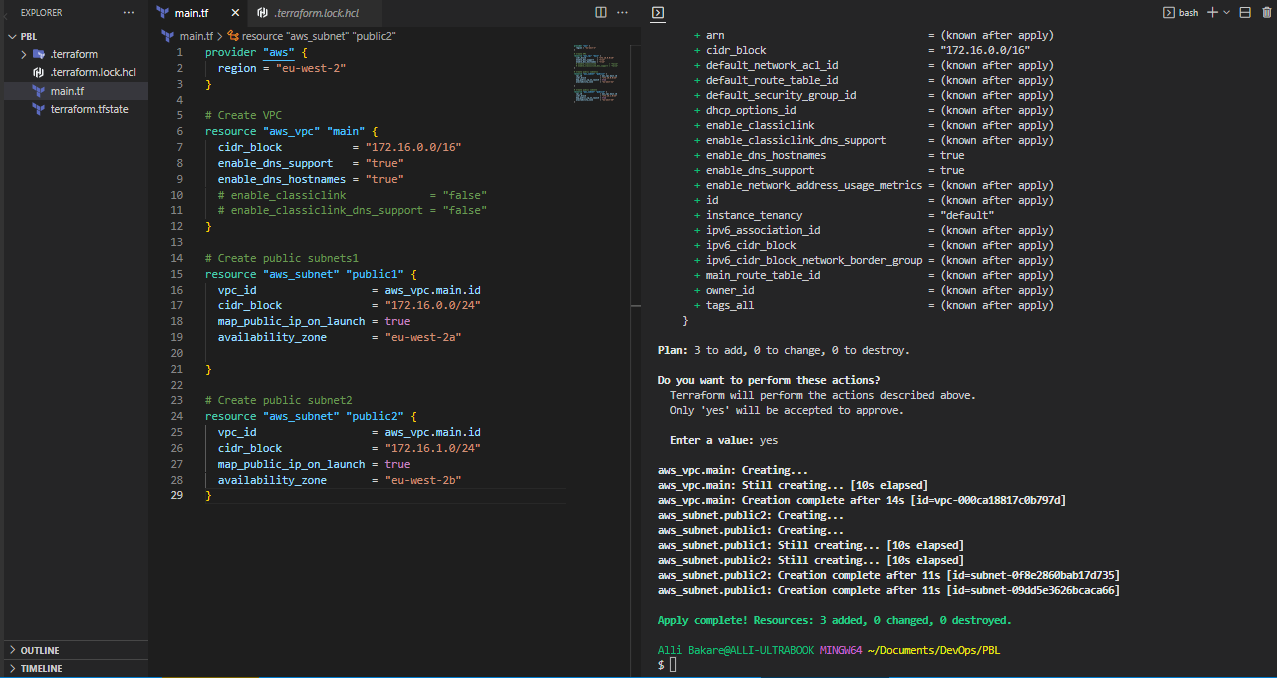 EXPLORER
PBL
.terraform
.terraform.lock.hcl
main.tf
terraform.tfstate
OUTLINE
TIMELINE
main.tf
.terraform.lock.hcl
main.tf > resource "aws_subnet" "public2"
1 provider "aws" {
2   region = "eu-west-2"
3 }
4
5 # Create VPC
6 resource "aws_vpc" "main" {
7   cidr_block           = "172.16.0.0/16"
8   enable_dns_support   = "true"
9   enable_dns_hostnames = "true"
10   # enable_classiclink             = "false"
11   # enable_classiclink_dns_support = "false"
12 }
13
14 # Create public subnets1
15 resource "aws_subnet" "public1" {
16   vpc_id                  = aws_vpc.main.id
17   cidr_block              = "172.16.0.0/24"
18   map_public_ip_on_launch = true
19   availability_zone       = "eu-west-2a"
20
21 }
22
23 # Create public subnet2
24 resource "aws_subnet" "public2" {
25   vpc_id                  = aws_vpc.main.id
26   cidr_block              = "172.16.1.0/24"
27   map_public_ip_on_launch = true
28   availability_zone       = "eu-west-2b"
29 }
bash
+ arn                                  = (known after apply)
+ cidr_block                           = "172.16.0.0/16"
+ default_network_acl_id               = (known after apply)
+ default_route_table_id               = (known after apply)
+ default_security_group_id            = (known after apply)
+ dhcp_options_id                      = (known after apply)
+ enable_classiclink                   = (known after apply)
+ enable_classiclink_dns_support       = (known after apply)
+ enable_dns_hostnames                 = true
+ enable_dns_support                   = true
+ enable_network_address_usage_metrics = (known after apply)
+ id                                   = (known after apply)
+ instance_tenancy                     = "default"
+ ipv6_association_id                  = (known after apply)
+ ipv6_cidr_block                      = (known after apply)
+ ipv6_cidr_block_network_border_group = (known after apply)
+ main_route_table_id                  = (known after apply)
+ owner_id                             = (known after apply)
+ tags_all                             = (known after apply)
}
Plan: 3 to add, 0 to change, 0 to destroy.
Do you want to perform these actions?
Terraform will perform the actions described above.
Only 'yes' will be accepted to approve.
Enter a value: yes
aws_vpc.main: Creating...
aws_vpc.main: Still creating... [10s elapsed]
aws_vpc.main: Creation complete after 14s [id=vpc-000ca18817c0b797d]
aws_subnet.public2: Creating...
aws_subnet.public1: Creating...
aws_subnet.public1: Still creating... [10s elapsed]
aws_subnet.public2: Still creating... [10s elapsed]
aws_subnet.public2: Creation complete after 11s [id=subnet-0f8e2860bab17d735]
aws_subnet.public1: Creation complete after 11s [id=subnet-09dd5e3626bcaca66]
Apply complete! Resources: 3 added, 0 changed, 0 destroyed.
Alli Bakare@ALLI-ULTRABOOK MINGW64 ~/Documents/DevOps/PBL
$